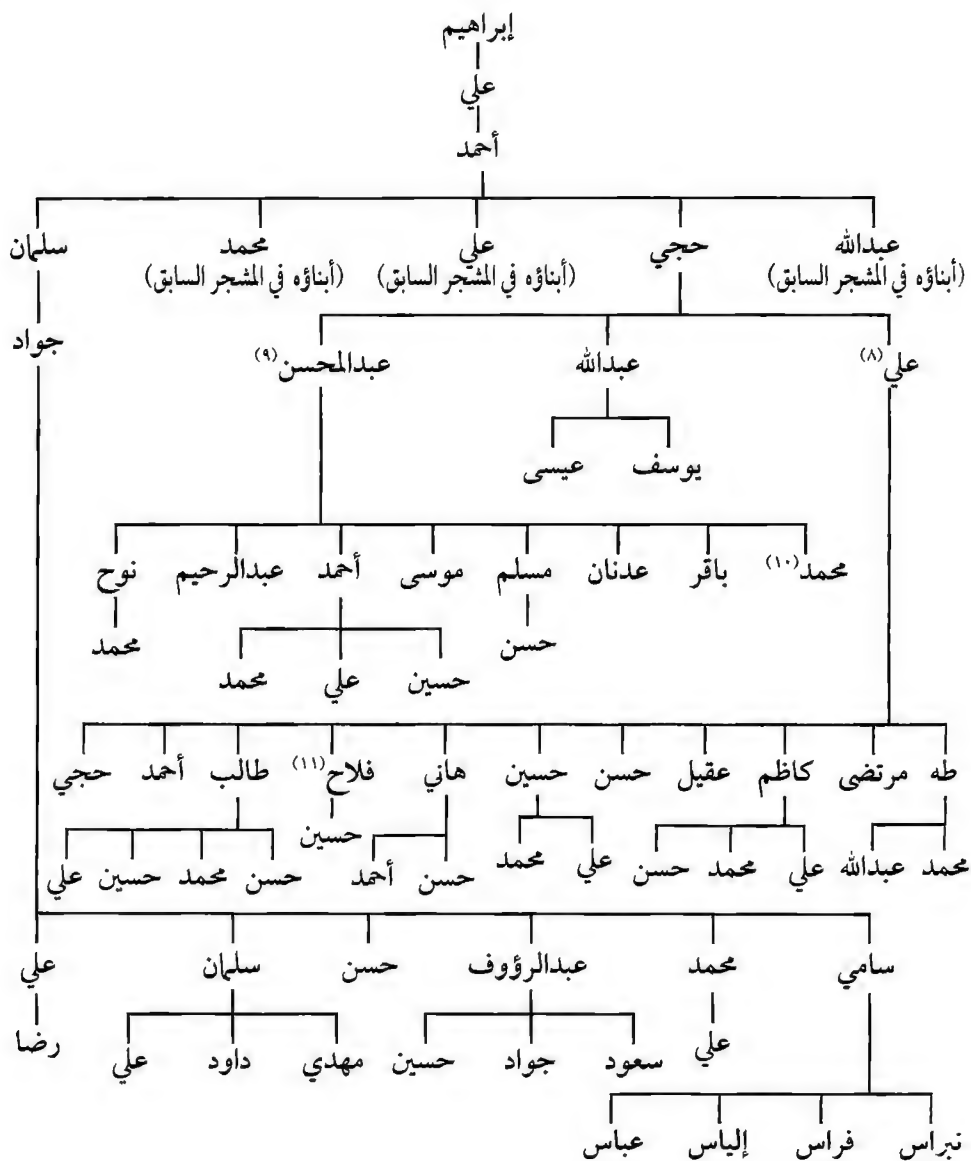 إبراهيم
علي
أحمد
عبدالله حجي علي محمد سلمان
(أبناؤه في المشجر السابق) (أبناؤه في المشجر السابق) (أبناؤه في المشجر السابق)
جواد
علي (٨) عبدالله عبدالمحسن (٩)
يوسف عيسى
محمد (١٠) باقر عدنان مسلم موسى أحمد عبدالرحيم نوح
حسن محمد
حسين علي محمد
طه مرتضى كاظم عقيل حسن حسين هاني فلاح (١١) طالب أحمد حجي
حسين
محمد عبدالله علي محمد حسن علي محمد حسن أحمد حسن محمد حسين علي
سامي محمد عبدالرؤوف حسن سلمان علي
علي سعود جواد حسين مهدي داود علي رضا
نبراس فراس إلياس عباس